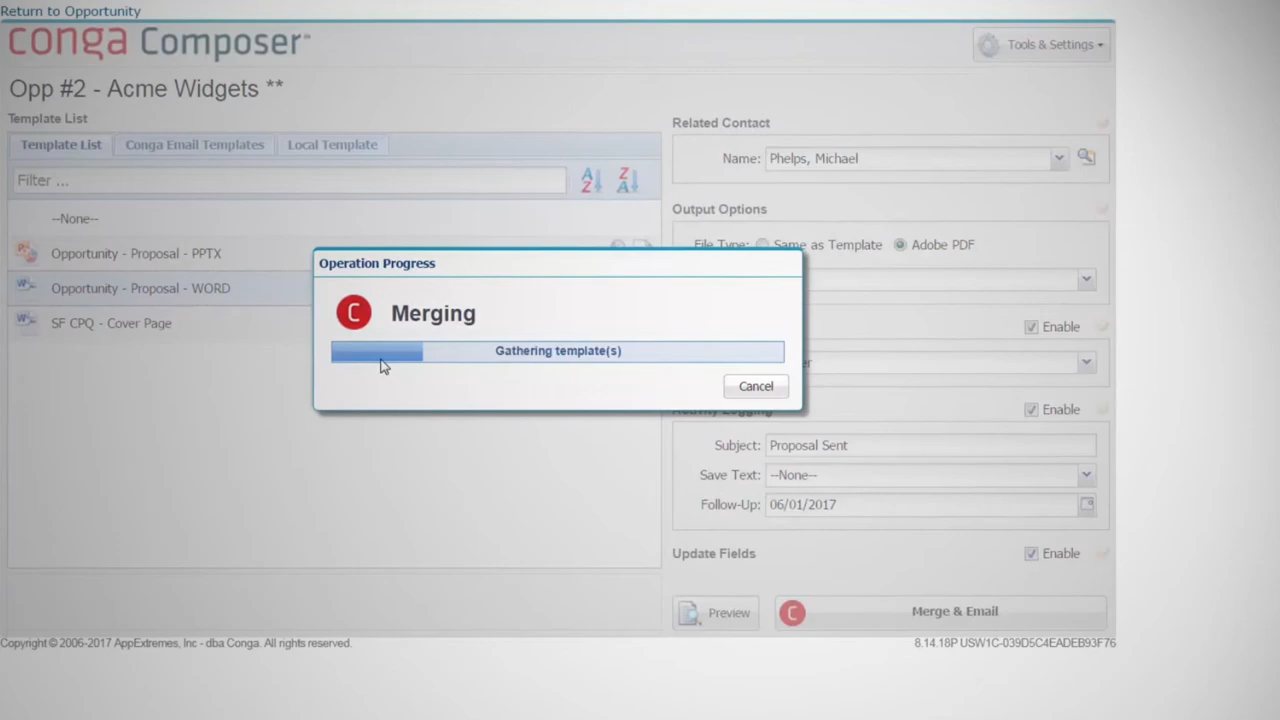 Return to Opportunity
conga Composer™
Tools & Settings
Opp #2 - Acme Widgets **
Template List
Template List
Conga Email Templates
Local Template
Filter ...
--None--
Opportunity - Proposal - PPTX
Opportunity - Proposal - WORD
SF CPQ - Cover Page
Related Contact
Name: Phelps, Michael
Output Options
File Type: Same as Template Adobe PDF
Enable
Operation Progress
Merging
Gathering template(s)
Cancel
Activity Logging
Enable
Subject: Proposal Sent
Save Text: --None--
Follow-Up: 06/01/2017
Update Fields
Enable
Preview
Merge & Email
Copyright © 2006-2017 AppExtremes, Inc - dba Conga. All rights reserved.
8.14.18P USW1C-039D5C4EADEB93F76